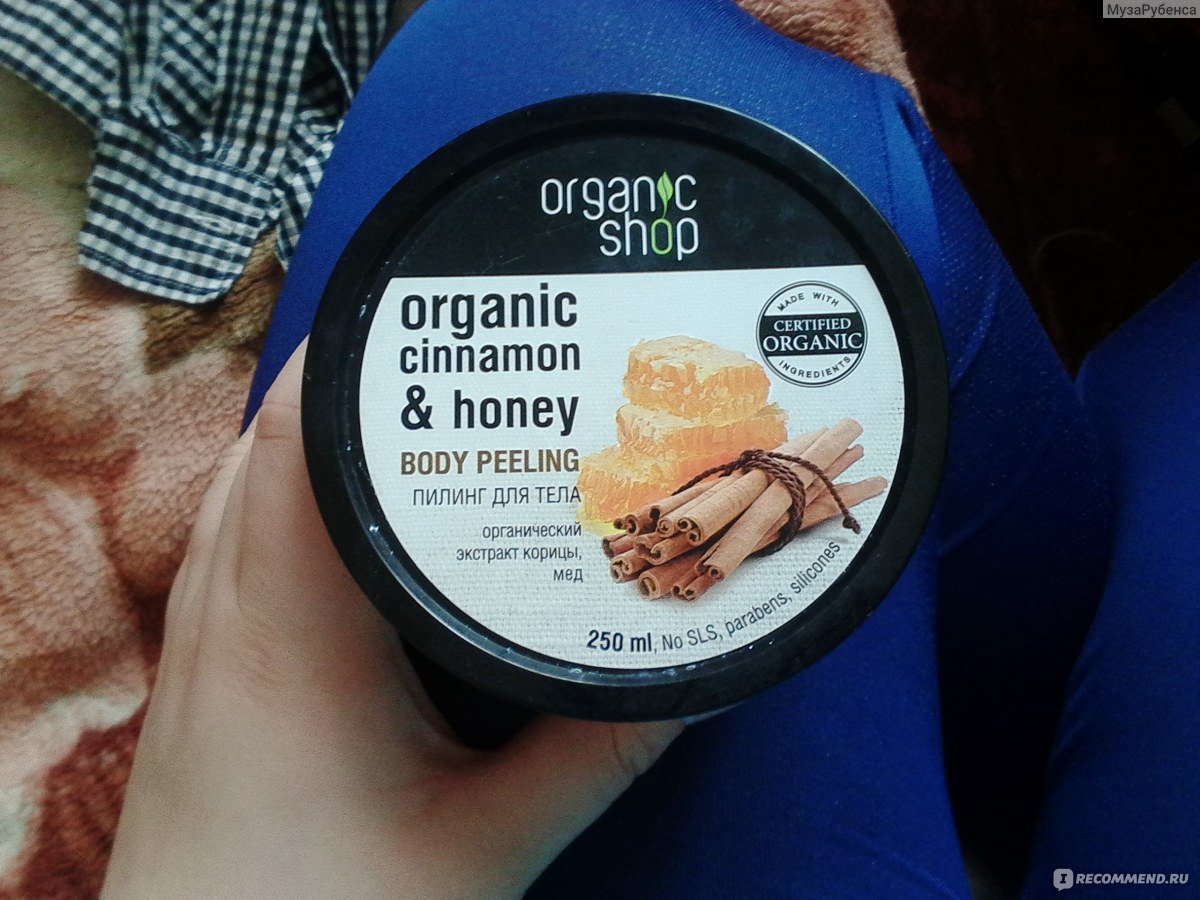 МузаРубенса
organic
shop
organic
cinnamon
& honey
BODY PEELING
ПИЛИНГ ДЛЯ ТЕЛА
органический
экстракт корицы,
мед
MADE WITH
CERTIFIED
ORGANIC
INGREDIENTS
250 ml, No SLS, parabens, silicones
I RECOMMEND.RU